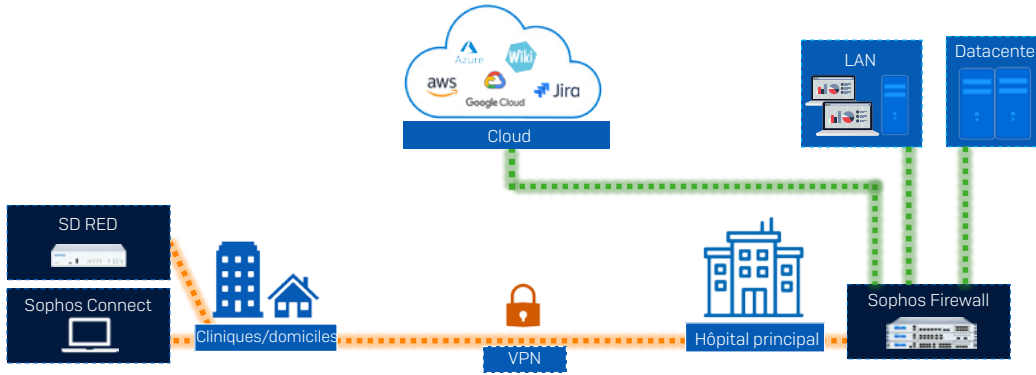 Azure
Wiki
aws
Google Cloud
Jira
Cloud
LAN
Datacente
SD RED
Sophos Connect
Cliniques/domiciles
VPN
Hôpital principal
Sophos Firewall